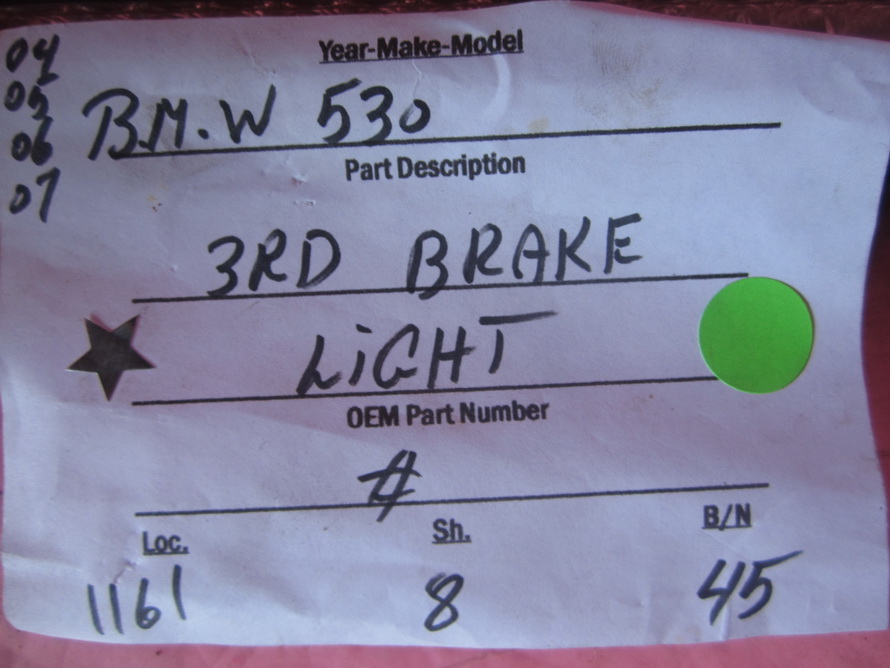 Year-Make-Model
04
05
06
07
B.M.W 530
Part Description
3RD BRAKE
LiGHT
OEM Part Number
#
Loc. Sh. B/N
1161 8 45